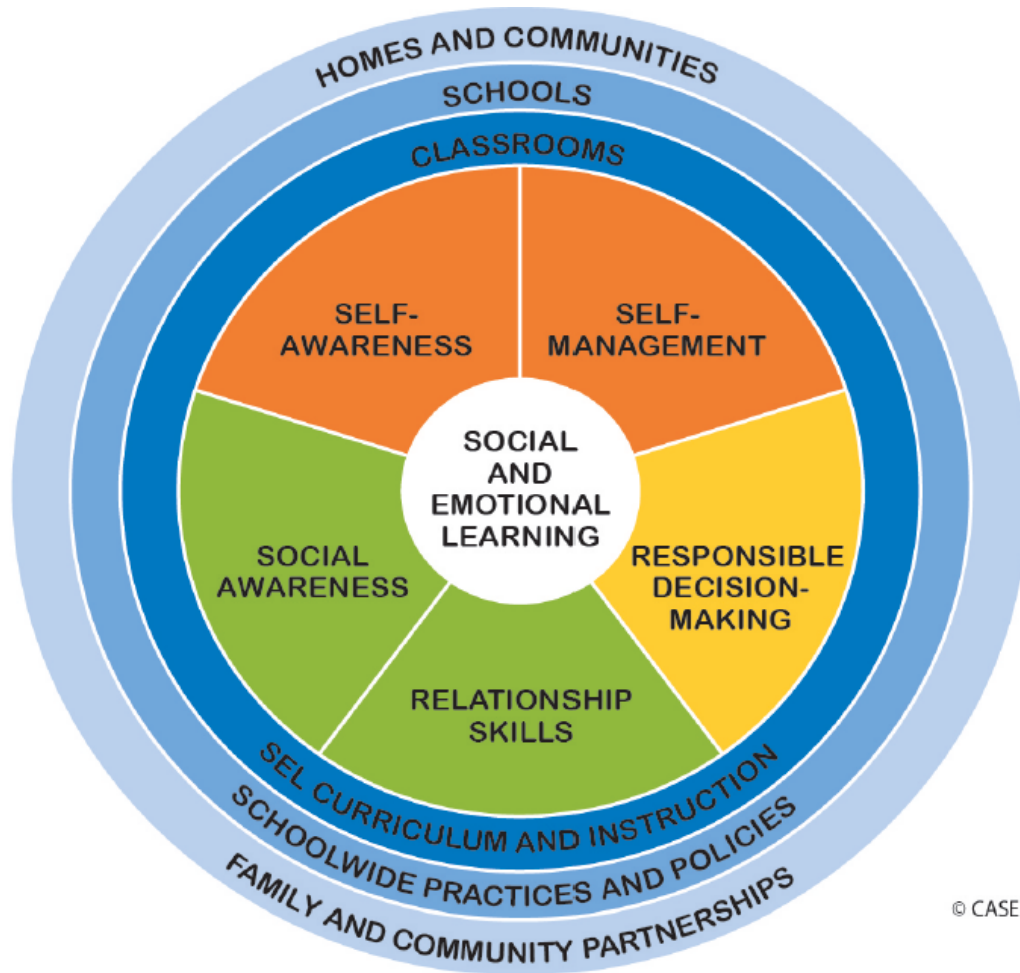 HOMES AND COMMUNITIES
SCHOOLS
CLASSROOMS
SELF-
AWARENESS
SELF-
MANAGEMENT
SOCIAL
AND
EMOTIONAL
LEARNING
SOCIAL
AWARENESS
RESPONSIBLE
DECISION-
MAKING
RELATIONSHIP
SKILLS
SEL CURRICULUM AND INSTRUCTION
SCHOOLWIDE PRACTICES AND POLICIES
FAMILY AND COMMUNITY PARTNERSHIPS
© CASE